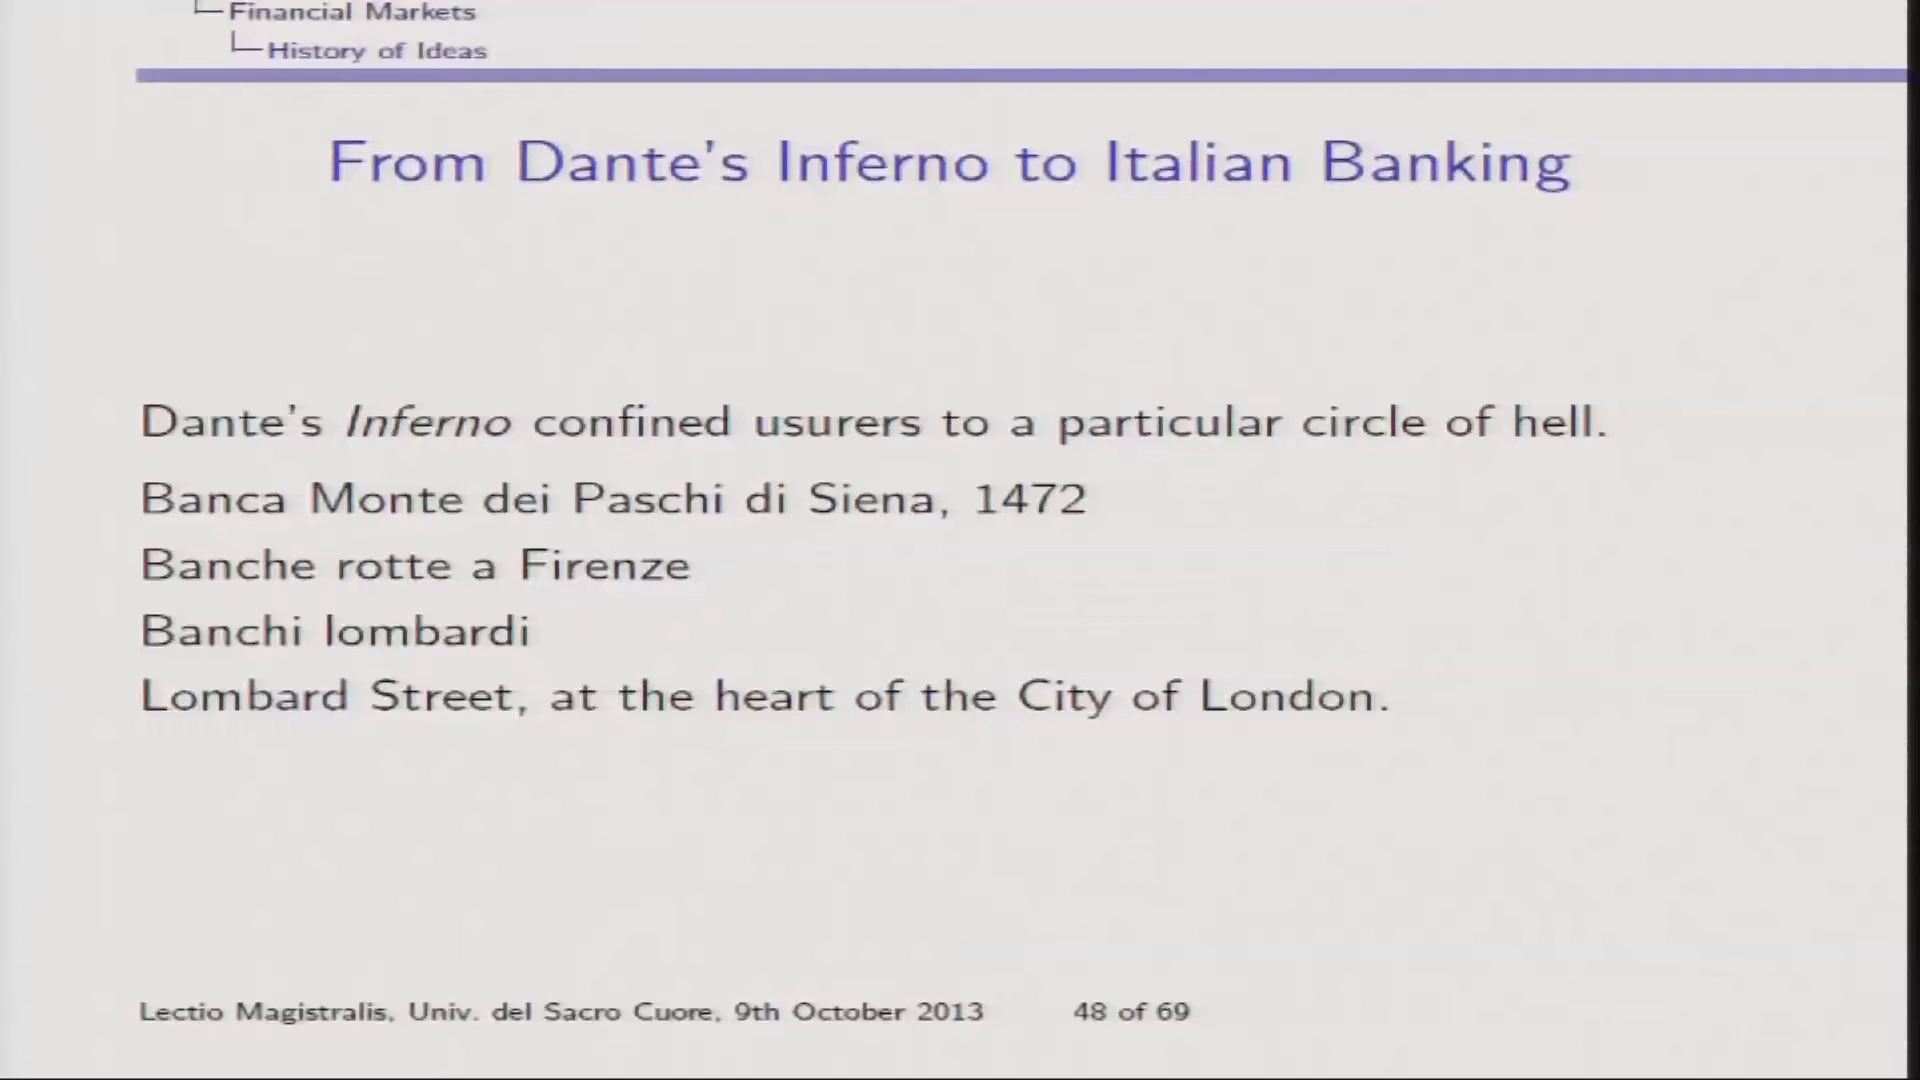 Financial Markets
History of Ideas
From Dante's Inferno to Italian Banking
Dante's Inferno confined usurers to a particular circle of hell.
Banca Monte dei Paschi di Siena, 1472
Banche rotte a Firenze
Banchi lombardi
Lombard Street, at the heart of the City of London.
Lectio Magistralis, Univ. del Sacro Cuore, 9th October 2013 48 of 69